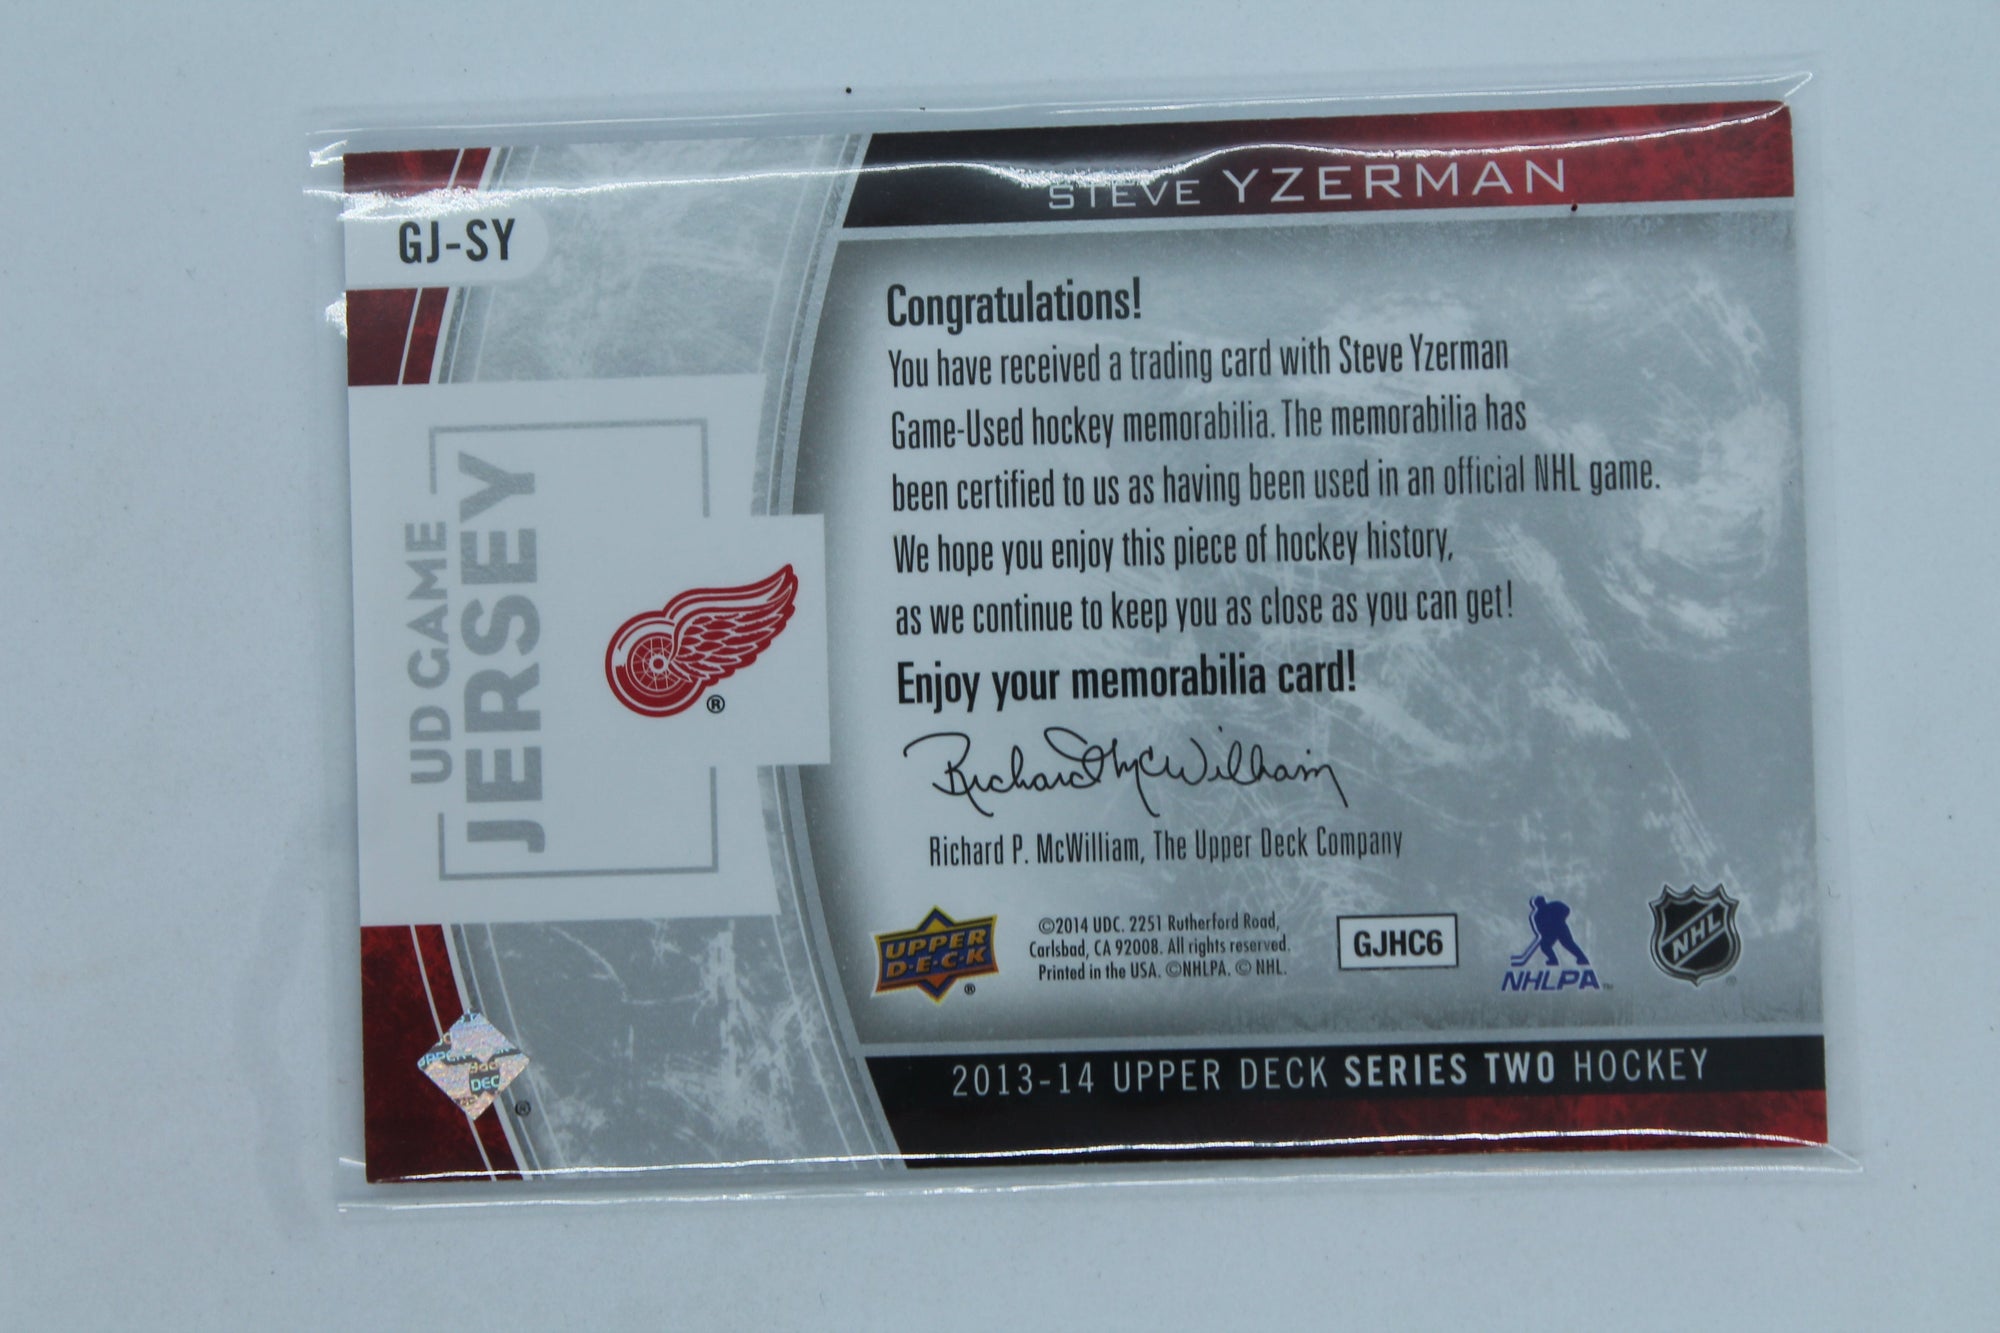 GJ-SY
STEVE YZERMAN
UD GAME
JERSEY
®
Congratulations!
You have received a trading card with Steve Yzerman
Game-Used hockey memorabilia. The memorabilia has
been certified to us as having been used in an official NHL game.
We hope you enjoy this piece of hockey history,
as we continue to keep you as close as you can get!
Enjoy your memorabilia card!
Richard McWilliam
Richard P. McWilliam, The Upper Deck Company
UPPER
D·E·C·K
®
©2014 UDC. 2251 Rutherford Road,
Carlsbad, CA 92008. All rights reserved.
Printed in the USA. ©NHLPA. © NHL.
GJHC6
NHLPA
NHL
®
2013-14 UPPER DECK SERIES TWO HOCKEY